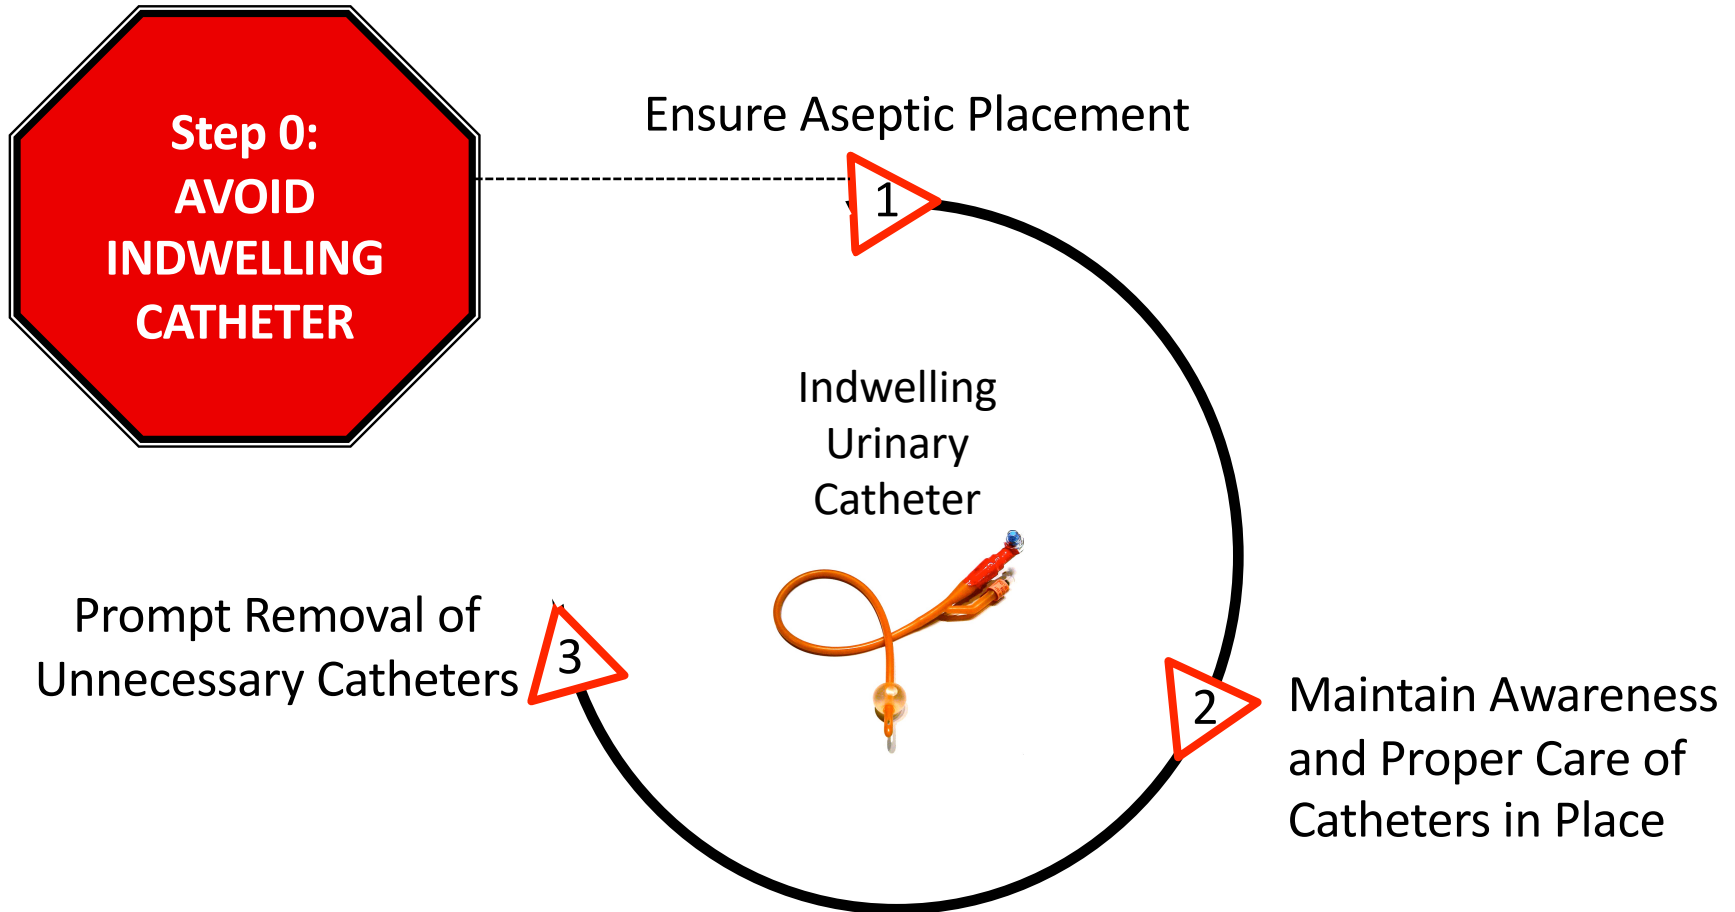 Step 0:
AVOID
INDWELLING
CATHETER
Ensure Aseptic Placement
1
Indwelling
Urinary
Catheter
2
Maintain Awareness
and Proper Care of
Catheters in Place
3
Prompt Removal of
Unnecessary Catheters